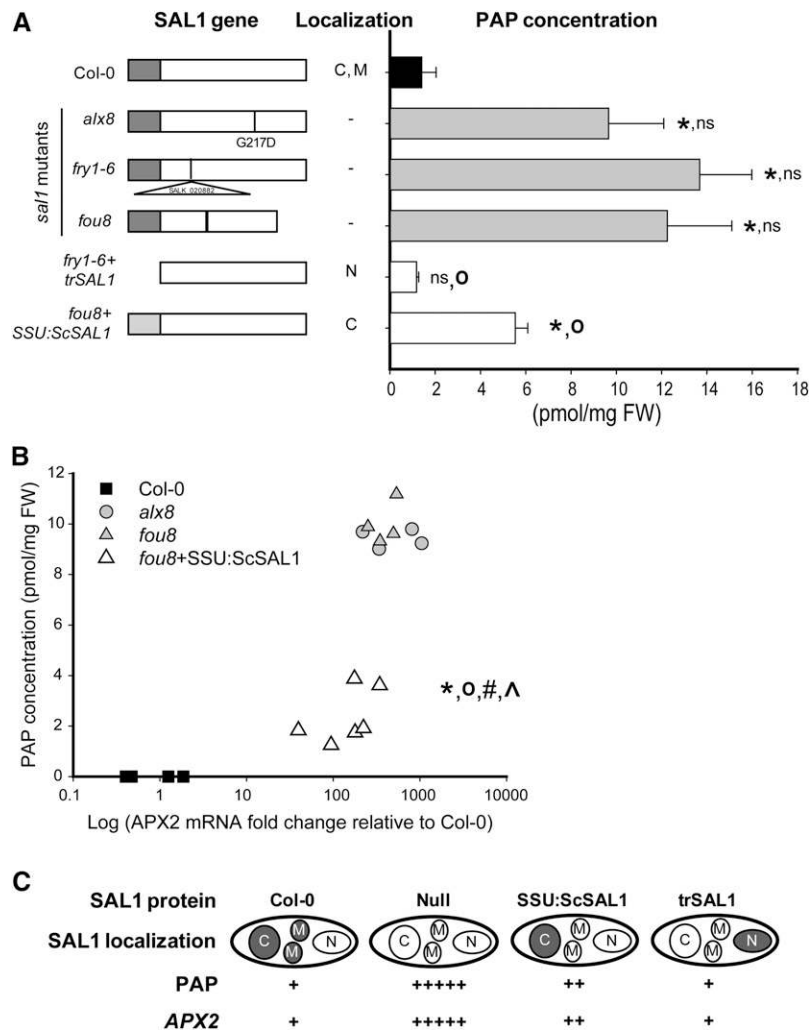 A
SAL1 gene Localization PAP concentration
Col-0 C, M
sal1 mutants
alx8 - *,ns
G217D
fry1-6 - *,ns
SALK_020882
fou8 - *,ns
fry1-6+
trSAL1 N ns,o
fou8+
SSU:ScSAL1 C *,o
0 2 4 6 8 10 12 14 16 18
(pmol/mg FW)
B
PAP concentration (pmol/mg FW)
12
10
8
6
4
2
0
Col-0
alx8
fou8
fou8+SSU:ScSAL1
*,o,#,^
0.1 1 10 100 1000 10000
Log (APX2 mRNA fold change relative to Col-0)
C
SAL1 protein Col-0 Null SSU:ScSAL1 trSAL1
SAL1 localization C M M N C M M N C M M N C M M N
PAP + +++++ ++ +
APX2 + +++++ ++ +